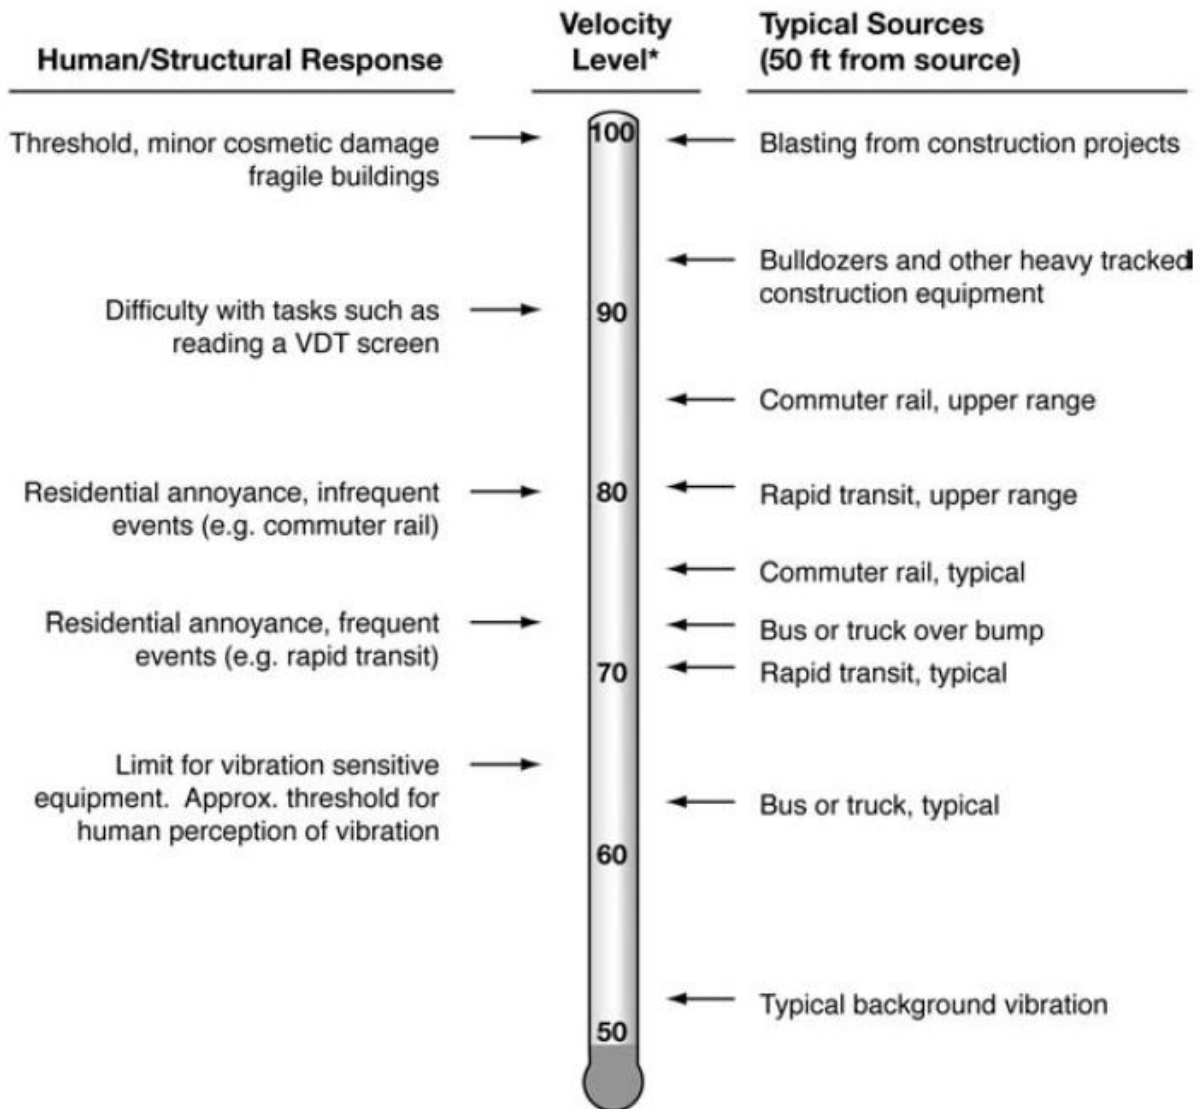 Human/Structural Response
Velocity
Level*
Typical Sources
(50 ft from source)
Threshold, minor cosmetic damage
fragile buildings
100
Blasting from construction projects
Bulldozers and other heavy tracked
construction equipment
Difficulty with tasks such as
reading a VDT screen
90
Commuter rail, upper range
Residential annoyance, infrequent
events (e.g. commuter rail)
80
Rapid transit, upper range
Commuter rail, typical
Residential annoyance, frequent
events (e.g. rapid transit)
Bus or truck over bump
70
Rapid transit, typical
Limit for vibration sensitive
equipment. Approx. threshold for
human perception of vibration
Bus or truck, typical
60
Typical background vibration
50